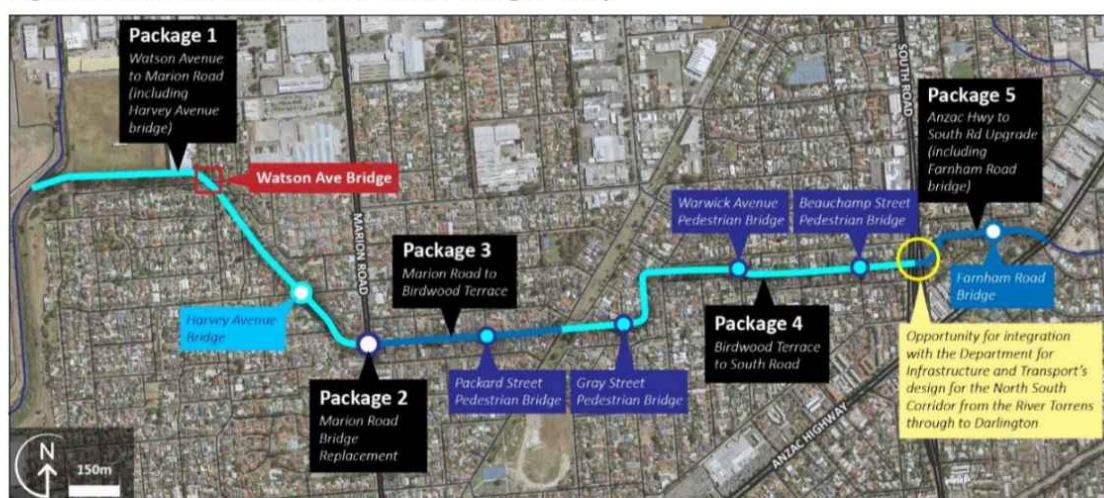 Package 1
Watson Avenue
to Marion Road
(including
Harvey Avenue
bridge)
Watson Ave Bridge
MARION ROAD
Harvey Avenue
Bridge
Package 2
Marion Road
Bridge
Replacement
Package 3
Marion Road to
Birdwood Terrace
Packard Street
Pedestrian Bridge
Gray Street
Pedestrian Bridge
Warwick Avenue
Pedestrian Bridge
Beauchamp Street
Pedestrian Bridge
Package 4
Birdwood Terrace
to South Road
SOUTH ROAD
Package 5
Anzac Hwy to
South Rd Upgrade
(including
Farnham Road
bridge)
Farnham Road
Bridge
Opportunity for integration
with the Department for
Infrastructure and Transport's
design for the North South
Corridor from the River Torrens
through to Darlington
ANZAC HIGHWAY
N
150m